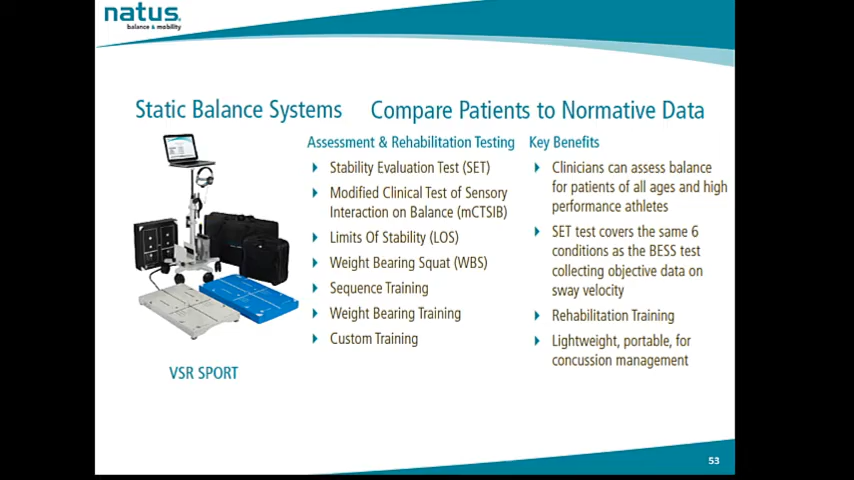 natus.
balance & mobility
Static Balance Systems
Compare Patients to Normative Data
Assessment & Rehabilitation Testing
Stability Evaluation Test (SET)
Modified Clinical Test of Sensory
Interaction on Balance (mCTSIB)
Limits Of Stability (LOS)
Weight Bearing Squat (WBS)
Sequence Training
Weight Bearing Training
Custom Training
Key Benefits
Clinicians can assess balance
for patients of all ages and high
performance athletes
SET test covers the same 6
conditions as the BESS test
collecting objective data on
sway velocity
Rehabilitation Training
Lightweight, portable, for
concussion management
VSR SPORT
53